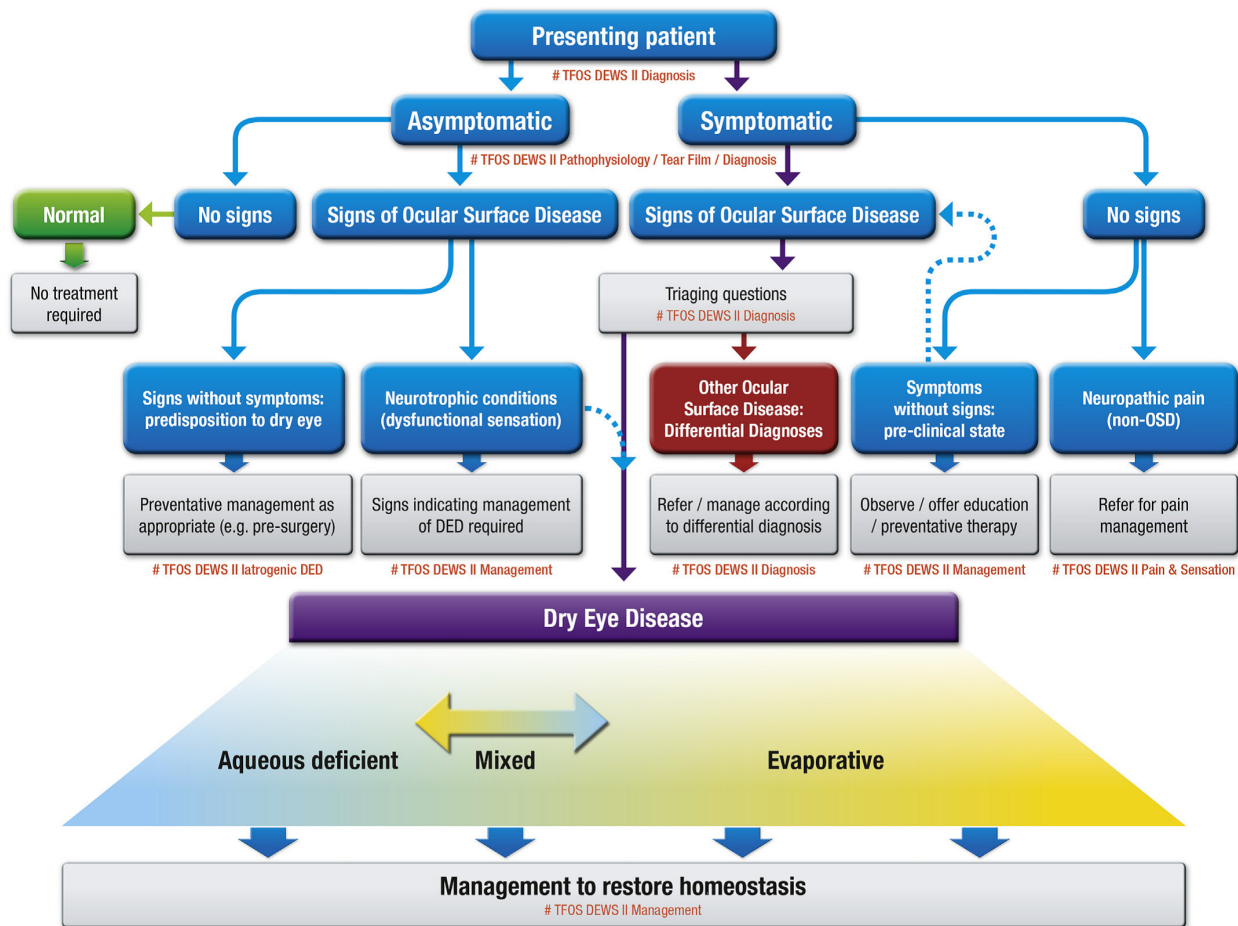 Presenting patient
# TFOS DEWS II Diagnosis
Asymptomatic
Symptomatic
# TFOS DEWS II Pathophysiology / Tear Film / Diagnosis
Normal
No signs
Signs of Ocular Surface Disease
Signs of Ocular Surface Disease
No signs
No treatment
required
Triaging questions
# TFOS DEWS II Diagnosis
Signs without symptoms:
predisposition to dry eye
Neurotrophic conditions
(dysfunctional sensation)
Other Ocular
Surface Disease:
Differential Diagnoses
Symptoms
without signs:
pre-clinical state
Neuropathic pain
(non-OSD)
Preventative management as
appropriate (e.g. pre-surgery)
Signs indicating management
of DED required
Refer / manage according
to differential diagnosis
Observe / offer education
/ preventative therapy
Refer for pain
management
# TFOS DEWS II Iatrogenic DED
# TFOS DEWS II Management
# TFOS DEWS II Diagnosis
# TFOS DEWS II Management
# TFOS DEWS II Pain & Sensation
Dry Eye Disease
Aqueous deficient
Mixed
Evaporative
Management to restore homeostasis
# TFOS DEWS II Management